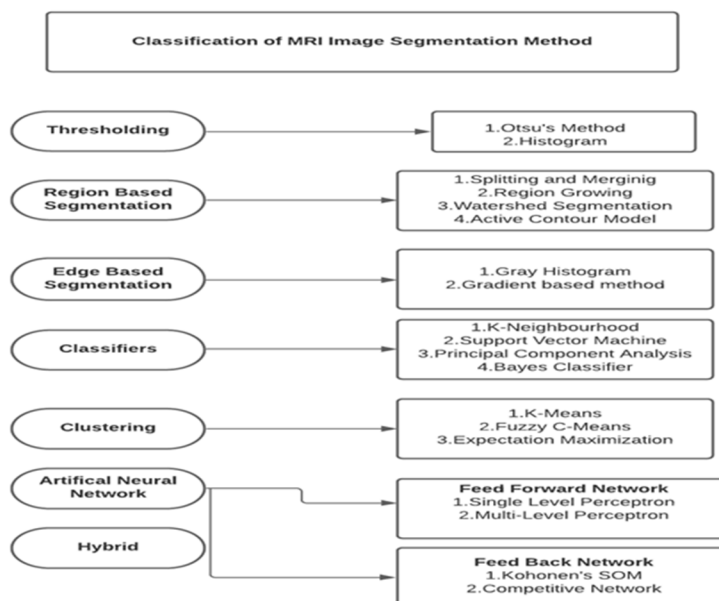 Classification of MRI Image Segmentation Method
Thresholding
1.Otsu's Method
2.Histogram
Region Based
Segmentation
1.Splitting and Merginig
2.Region Growing
3.Watershed Segmentation
4.Active Contour Model
Edge Based
Segmentation
1.Gray Histogram
2.Gradient based method
Classifiers
1.K-Neighbourhood
2.Support Vector Machine
3.Principal Component Analysis
4.Bayes Classifier
Clustering
1.K-Means
2.Fuzzy C-Means
3.Expectation Maximization
Artifical Neural
Network
Feed Forward Network
1.Single Level Perceptron
2.Multi-Level Perceptron
Hybrid
Feed Back Network
1.Kohonen's SOM
2.Competitive Network